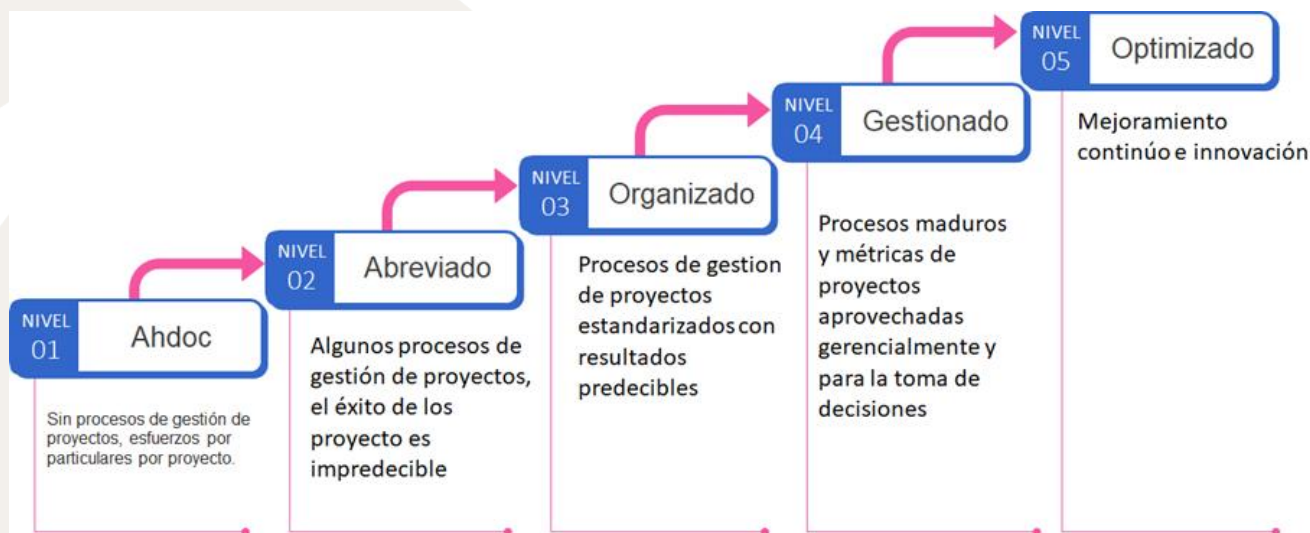 NIVEL
01
Ahdoc
Sin procesos de gestión de
proyectos, esfuerzos por
particulares por proyecto.
NIVEL
02
Abreviado
Algunos procesos de
gestión de proyectos,
el éxito de los
proyecto es
impredecible
NIVEL
03
Organizado
Procesos de gestion
de proyectos
estandarizados con
resultados
predecibles
NIVEL
04
Gestionado
Procesos maduros
y métricas de
proyectos
aprovechadas
gerencialmente y
para la toma de
decisiones
NIVEL
05
Optimizado
Mejoramiento
continúo e innovación